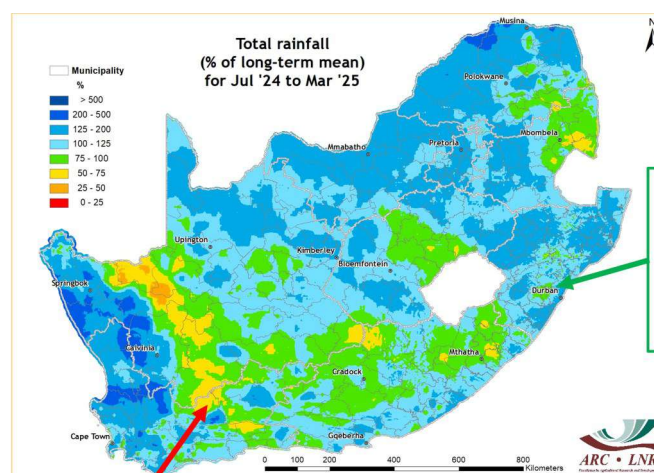 Total rainfall
(% of long-term mean)
for Jul '24 to Mar '25
N
Municipality
%
> 500
200 - 500
125 - 200
100 - 125
75 - 100
50 - 75
25 - 50
0 - 25
Musina
Polokwane
Mbombela
Pretoria
Mmabatho
Upington
Kimberley
Bloemfontein
Springbok
Durban
Calvinia
Mthatha
Cradock
Cape Town
Gqeberha
0 100 200 400 600 800
Kilometers
ARC • LNR